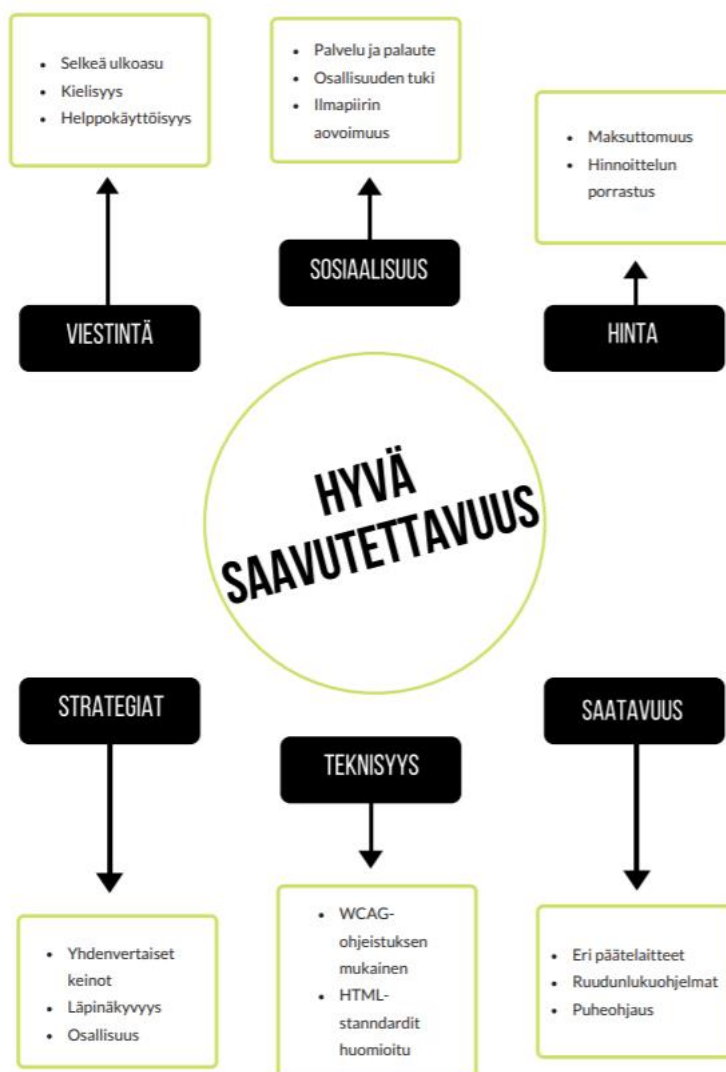 Selkeä ulkoasu
Kielisyys
Helppokäyttöisyys
Palvelu ja palaute
Osallisuuden tuki
Ilmapiirin
aovoimuus
Maksuttomuus
Hinnoittelun
porrastus
VIESTINTÄ
SOSIAALISUUS
HINTA
HYVÄ
SAAVUTETTAVUUS
STRATEGIAT
TEKNISYYS
SAATAVUUS
Yhdenvertaiset
keinot
Läpinäkyvyys
Osallisuus
WCAG-
ohjeistuksen
mukainen
HTML-
stanndardit
huomioitu
Eri päätelaitteet
Ruudunlukuohjelmat
Puheohjaus